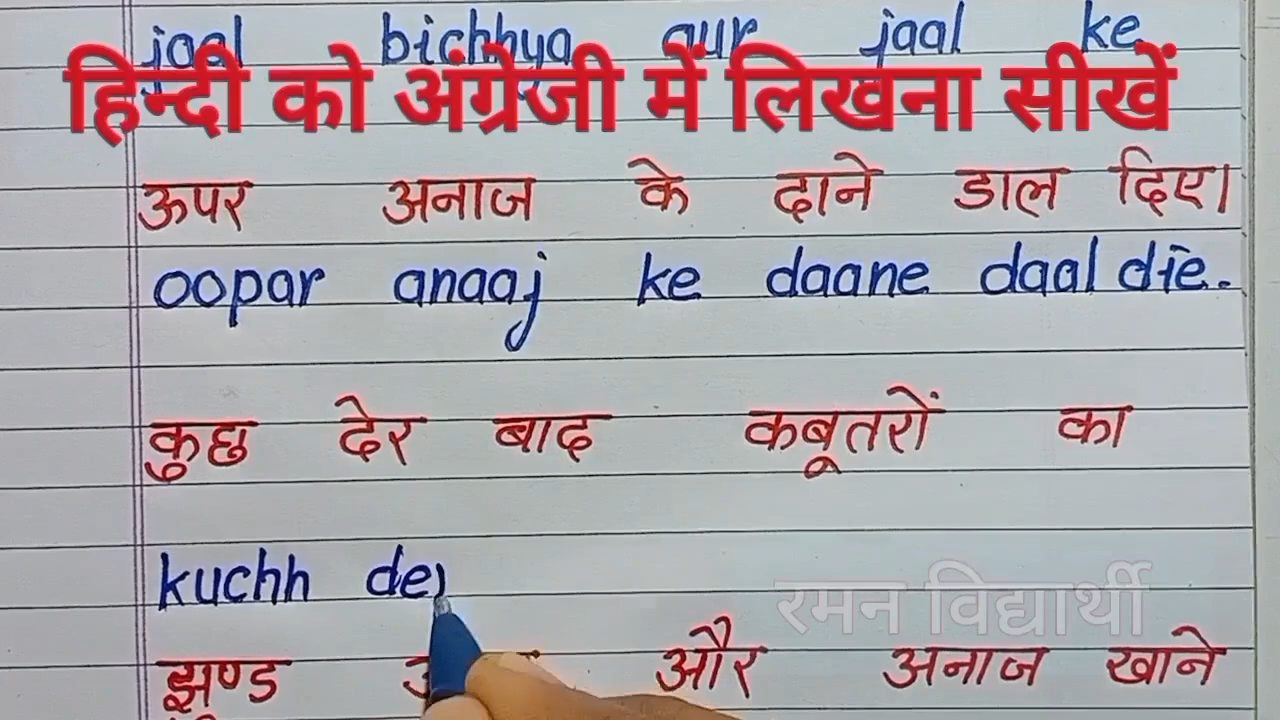 jaal bichhya aur jaal ke
हिन्दी को अंग्रेजी में लिखना सीखें
ऊपर अनाज के दाने डाल दिए।
oopar anaaj ke daane daal die.
कुछ देर बाद कबूतरों का
kuchh de
रमन विद्यार्थी
झुण्ड और अनाज खाने